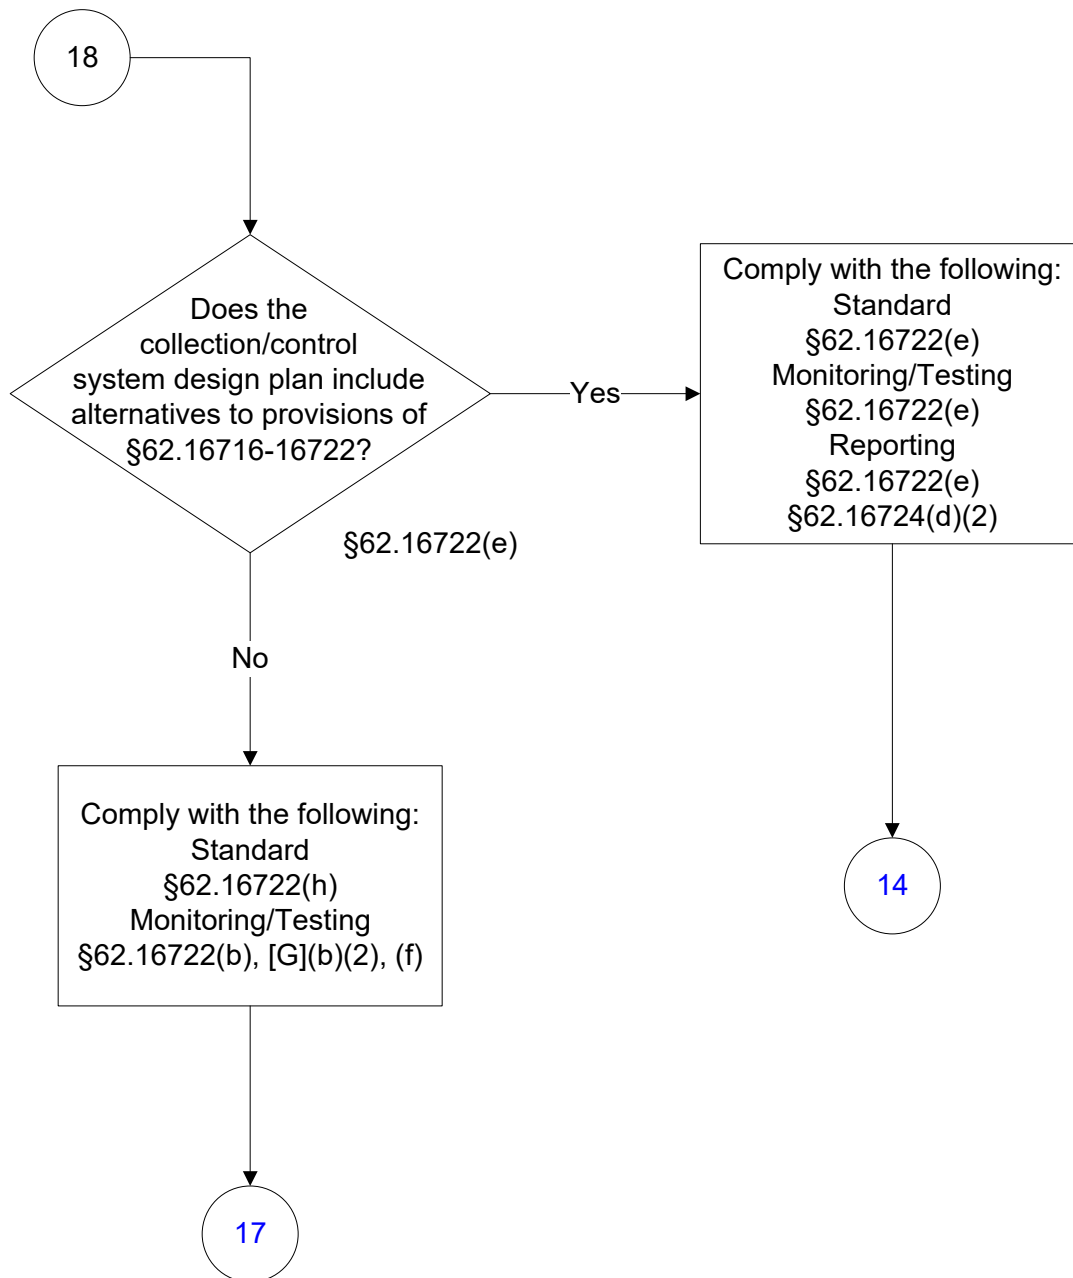 18
Does the
collection/control
system design plan include
alternatives to provisions of
§62.16716-16722?
§62.16722(e)
Yes
Comply with the following:
Standard
§62.16722(e)
Monitoring/Testing
§62.16722(e)
Reporting
§62.16722(e)
§62.16724(d)(2)
14
No
Comply with the following:
Standard
§62.16722(h)
Monitoring/Testing
§62.16722(b), [G](b)(2), (f)
17